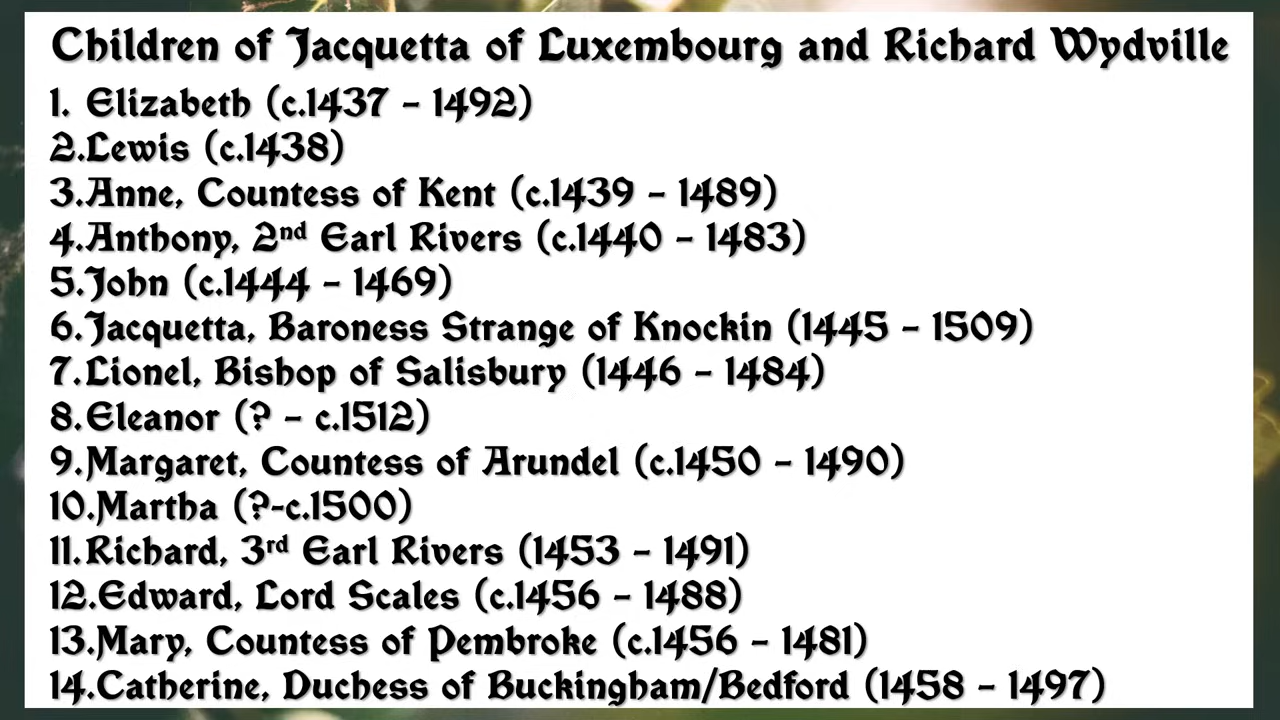 Children of Jacquetta of Luxembourg and Richard Wydville
1. Elizabeth (c.1437 – 1492)
2.Lewis (c.1438)
3.Anne, Countess of Kent (c.1439 – 1489)
4.Anthony, 2nd Earl Rivers (c.1440 – 1483)
5.John (c.1444 – 1469)
6.Jacquetta, Baroness Strange of Knockin (1445 – 1509)
7.Lionel, Bishop of Salisbury (1446 – 1484)
8.Eleanor (? – c.1512)
9.Margaret, Countess of Arundel (c.1450 – 1490)
10.Martha (?-c.1500)
11.Richard, 3rd Earl Rivers (1453 – 1491)
12.Edward, Lord Scales (c.1456 – 1488)
13.Mary, Countess of Pembroke (c.1456 – 1481)
14.Catherine, Duchess of Buckingham/Bedford (1458 – 1497)